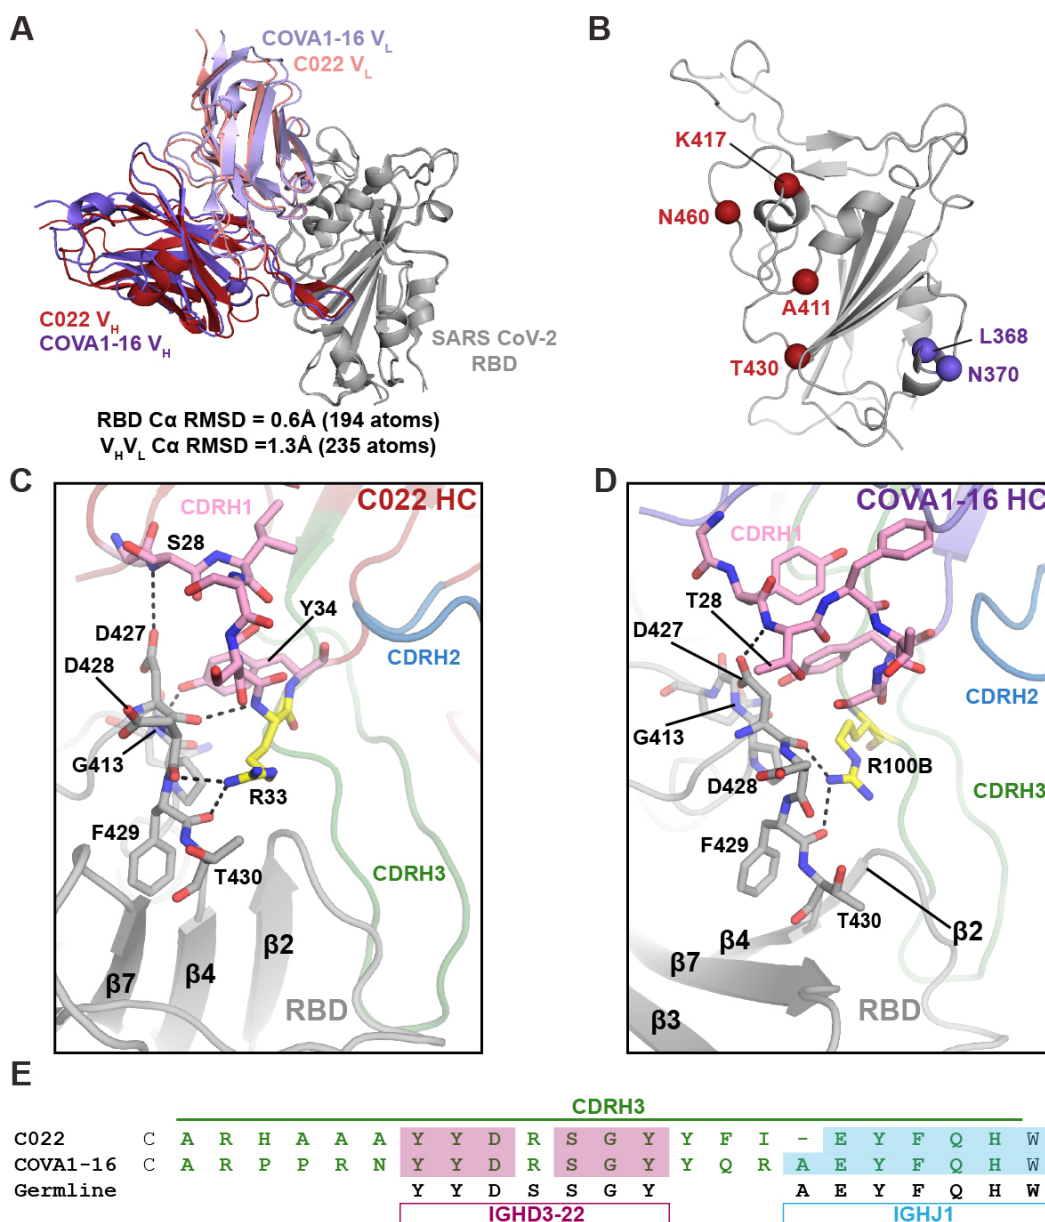 A
COVA1-16 VL
C022 VL
C022 VH
COVA1-16 VH
SARS CoV-2
RBD
RBD Cα RMSD = 0.6Å (194 atoms)
VHVL Cα RMSD =1.3Å (235 atoms)
B
K417
N460
A411
T430
L368
N370
C
C022 HC
CDRH1
S28
Y34
D427
D428
CDRH2
G413
R33
F429
T430
CDRH3
β2
β4
β7
RBD
D
COVA1-16 HC
CDRH1
T28
D427
CDRH2
G413
R100B
D428
CDRH3
F429
T430
β2
β4
β7
β3
RBD
E
CDRH3
C022 C A R H A A A Y Y D R S G Y Y F I - E Y F Q H W
COVA1-16 C A R P P R N Y Y D R S G Y Y Q R A E Y F Q H W
Germline Y Y D S S G Y A E Y F Q H W
IGHD3-22 IGHJ1